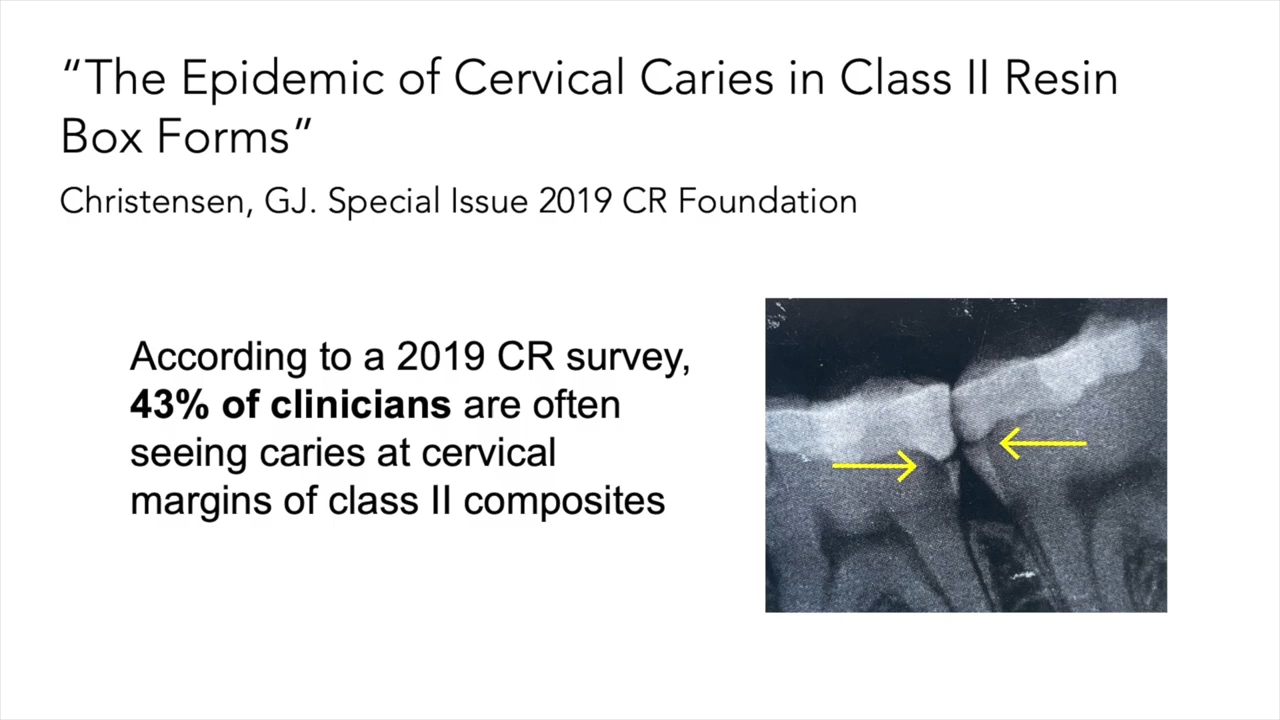 “The Epidemic of Cervical Caries in Class II Resin
Box Forms”
Christensen, GJ. Special Issue 2019 CR Foundation
According to a 2019 CR survey,
43% of clinicians are often
seeing caries at cervical
margins of class II composites